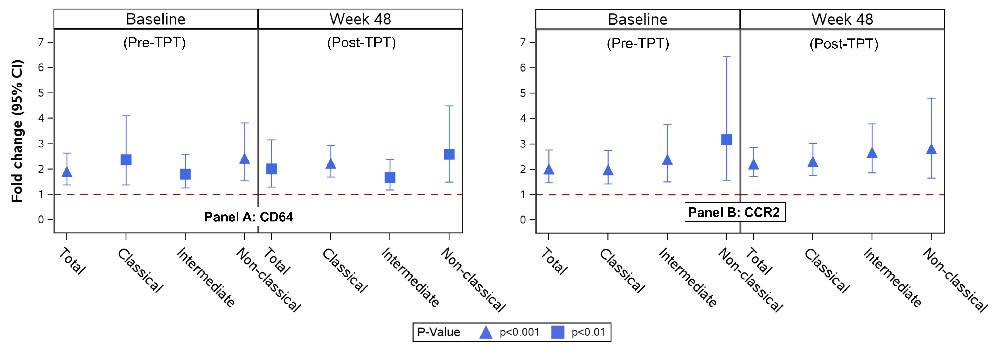 Baseline
Week 48
(Pre-TPT)
(Post-TPT)
Fold change (95% CI)
7
6
5
4
3
2
1
0
Panel A: CD64
Total
Classical
Intermediate
Non-classical
Total
Classical
Intermediate
Non-classical
Baseline
Week 48
(Pre-TPT)
(Post-TPT)
7
6
5
4
3
2
1
0
Panel B: CCR2
Total
Classical
Intermediate
Non-classical
Total
Classical
Intermediate
Non-classical
P-Value p<0.001 p<0.01